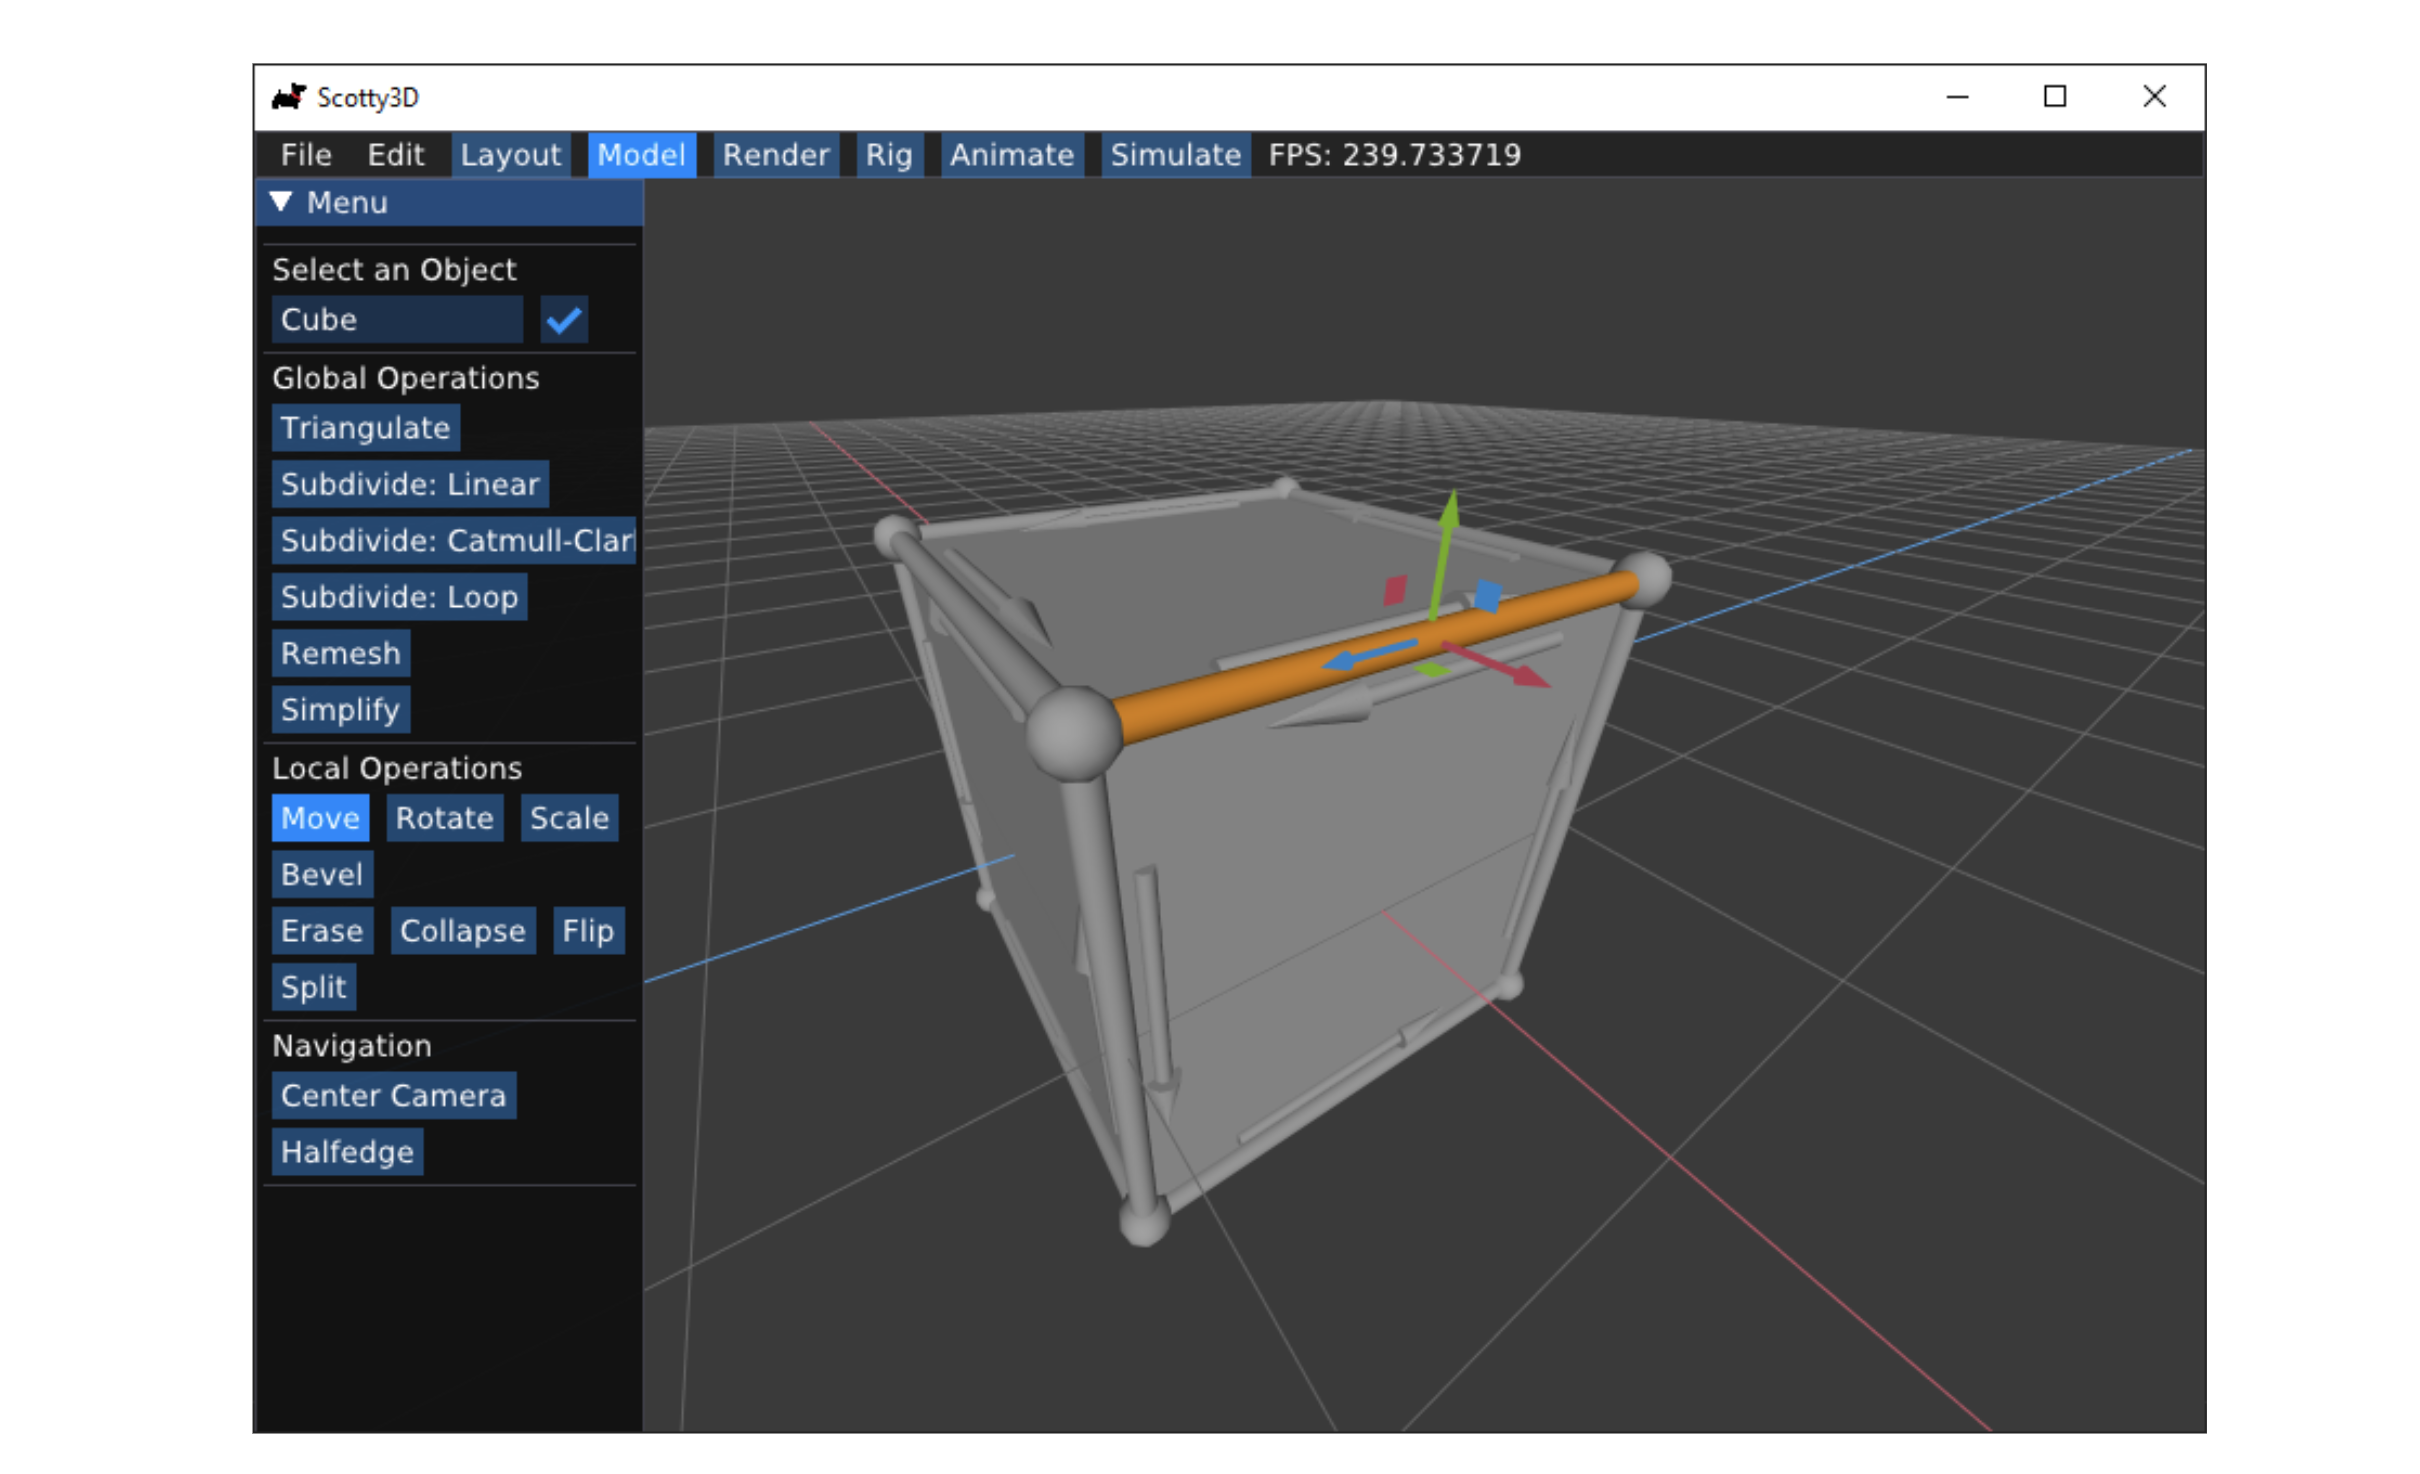 Scotty3D
File Edit Layout Model Render Rig Animate Simulate FPS: 239.733719
Menu
Select an Object
Cube
Global Operations
Triangulate
Subdivide: Linear
Subdivide: Catmull-Clar
Subdivide: Loop
Remesh
Simplify
Local Operations
Move Rotate Scale
Bevel
Erase Collapse Flip
Split
Navigation
Center Camera
Halfedge